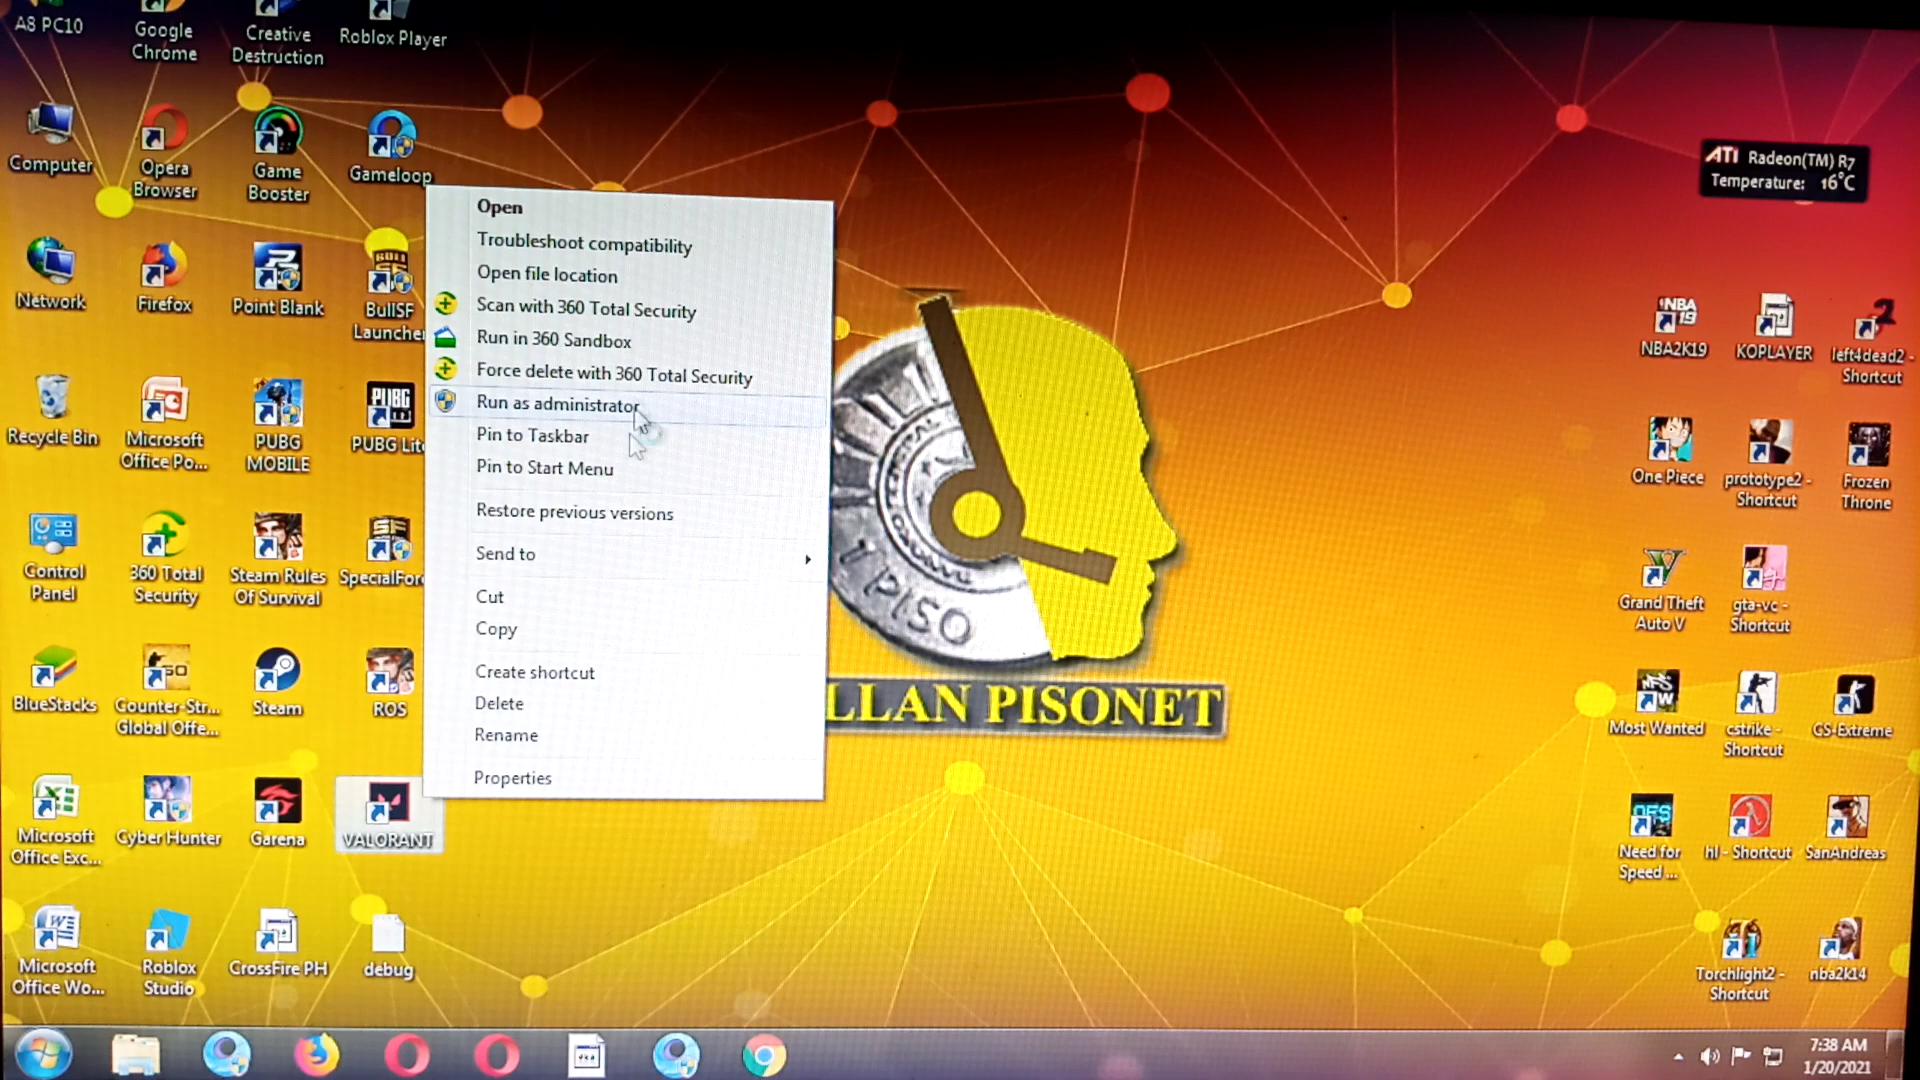 A8 PC10
Google
Chrome
Creative
Destruction
Roblox Player
Computer
Opera
Browser
Game
Booster
Gameloop
Network
Firefox
Point Blank
BullSF
Launcher
Recycle Bin
Microsoft
Office Po...
PUBG
MOBILE
PUBG
PUBG Lite
Control
Panel
360 Total
Security
Steam Rules
Of Survival
SF
SpecialForc
BlueStacks
Counter-Str...
Global Offe...
Steam
ROS
Microsoft
Office Exc...
Cyber Hunter
Garena
VALORANT
Microsoft
Office Wo...
Roblox
Studio
CrossFire PH
debug
Open
Troubleshoot compatibility
Open file location
Scan with 360 Total Security
Run in 360 Sandbox
Force delete with 360 Total Security
Run as administrator
Pin to Taskbar
Pin to Start Menu
Restore previous versions
Send to
Cut
Copy
Create shortcut
Delete
Rename
Properties
1 PISO
LLAN PISONET
ATI Radeon(TM) R7
Temperature: 16°C
NBA
19
NBA2K19
KOPLAYER
left4dead2 -
Shortcut
One Piece
prototype2 -
Shortcut
Frozen
Throne
Grand Theft
Auto V
gta-vc -
Shortcut
Most Wanted
cstrike -
Shortcut
CS-Extreme
Need for
Speed ...
hl - Shortcut
SanAndreas
Torchlight2 -
Shortcut
nba2k14
7:38 AM
1/20/2021